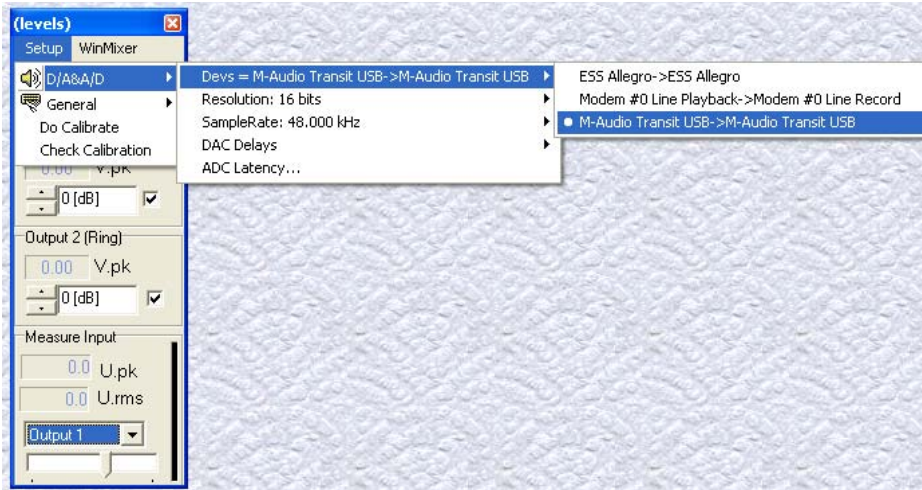 (levels)
Setup WinMixer
D/A&A/D
General
Do Calibrate
Check Calibration
Devs = M-Audio Transit USB->M-Audio Transit USB
Resolution: 16 bits
SampleRate: 48.000 kHz
DAC Delays
ADC Latency...
ESS Allegro->ESS Allegro
Modem #0 Line Playback->Modem #0 Line Record
M-Audio Transit USB->M-Audio Transit USB
0.00 V.pk
0 [dB]
Output 2 (Ring)
0.00 V.pk
0 [dB]
Measure Input
0.0 U.pk
0.0 U.rms
Output 1